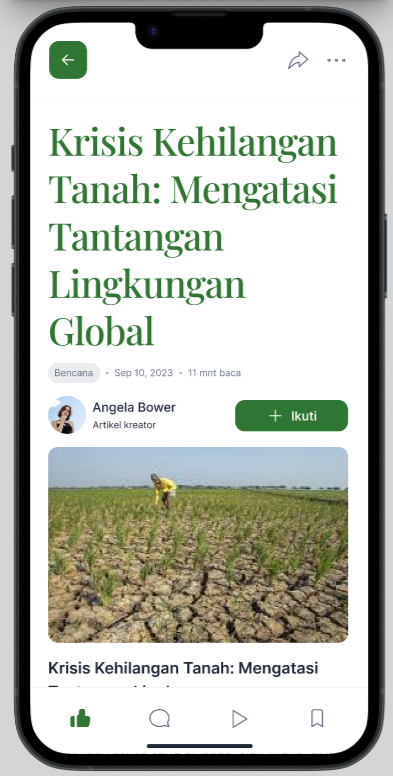 Krisis Kehilangan
Tanah: Mengatasi
Tantangan
Lingkungan
Global
Bencana • Sep 10, 2023 • 11 mnt baca
Angela Bower
Artikel kreator
+ Ikuti
Krisis Kehilangan Tanah: Mengatasi